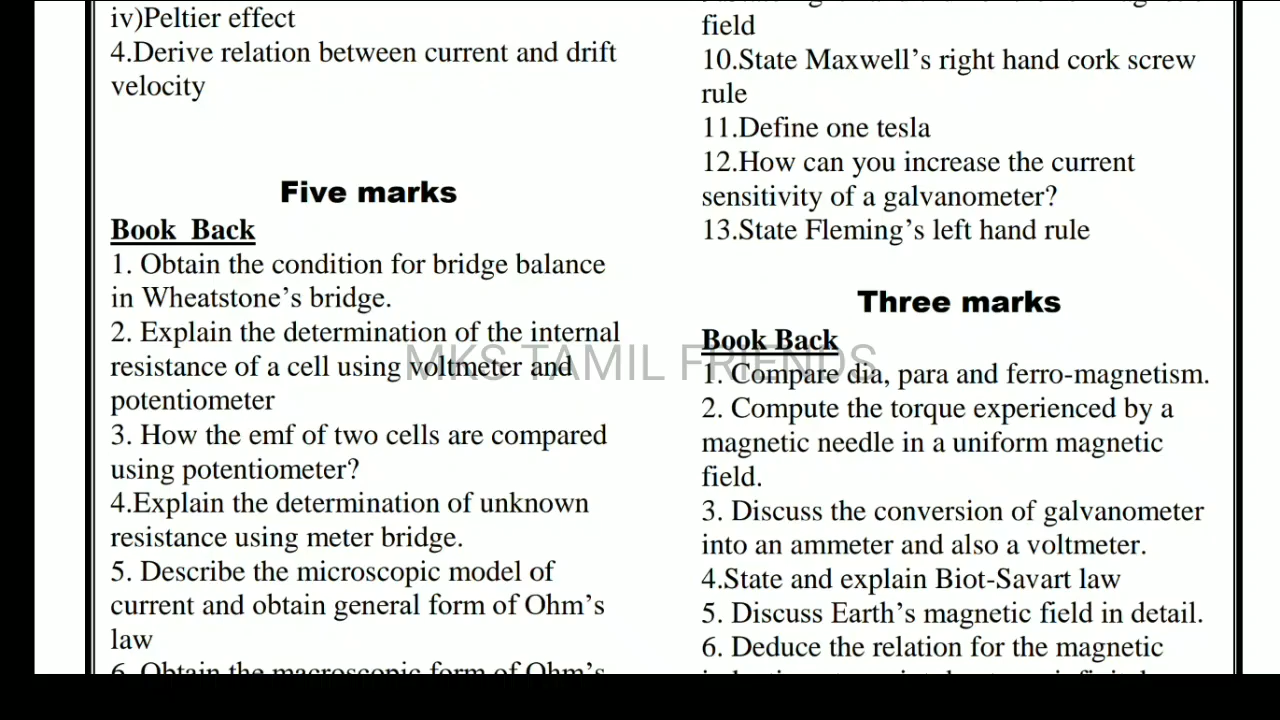 iv)Peltier effect
4.Derive relation between current and drift
velocity
Five marks
Book Back
1. Obtain the condition for bridge balance
in Wheatstone’s bridge.
2. Explain the determination of the internal
resistance of a cell using voltmeter and
potentiometer
3. How the emf of two cells are compared
using potentiometer?
4.Explain the determination of unknown
resistance using meter bridge.
5. Describe the microscopic model of
current and obtain general form of Ohm’s
law
6. Obtain the macroscopic form of Ohm’s
field
10.State Maxwell’s right hand cork screw
rule
11.Define one tesla
12.How can you increase the current
sensitivity of a galvanometer?
13.State Fleming’s left hand rule
Three marks
Book Back
1. Compare dia, para and ferro-magnetism.
2. Compute the torque experienced by a
magnetic needle in a uniform magnetic
field.
3. Discuss the conversion of galvanometer
into an ammeter and also a voltmeter.
4.State and explain Biot-Savart law
5. Discuss Earth’s magnetic field in detail.
6. Deduce the relation for the magnetic
MKS TAMIL FRIENDS